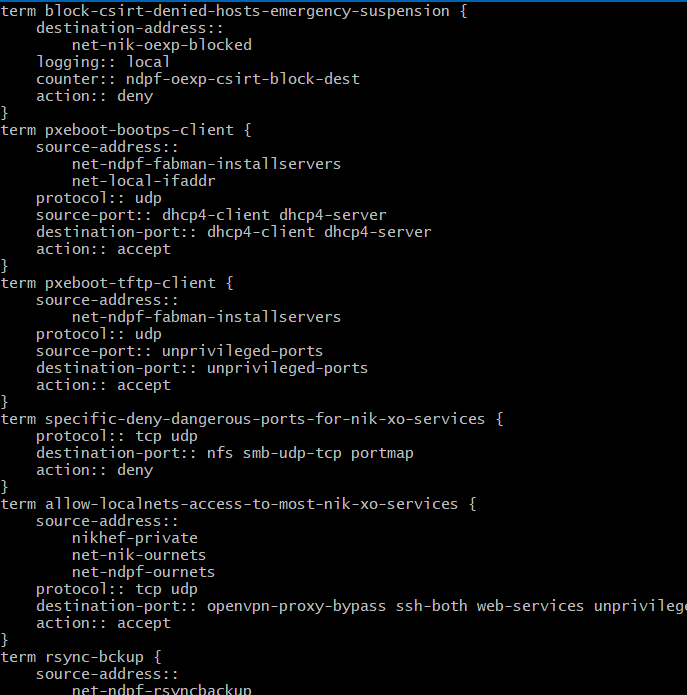 term block-csirt-denied-hosts-emergency-suspension {
    destination-address::
        net-nik-oexp-blocked
    logging:: local
    counter:: ndpf-oexp-csirt-block-dest
    action:: deny
}
term pxeboot-bootps-client {
    source-address::
        net-ndpf-fabman-installservers
        net-local-ifaddr
    protocol:: udp
    source-port:: dhcp4-client dhcp4-server
    destination-port:: dhcp4-client dhcp4-server
    action:: accept
}
term pxeboot-tftp-client {
    source-address::
        net-ndpf-fabman-installservers
    protocol:: udp
    source-port:: unprivileged-ports
    destination-port:: unprivileged-ports
    action:: accept
}
term specific-deny-dangerous-ports-for-nik-xo-services {
    protocol:: tcp udp
    destination-port:: nfs smb-udp-tcp portmap
    action:: deny
}
term allow-localnets-access-to-most-nik-xo-services {
    source-address::
        nikhef-private
        net-nik-ournets
        net-ndpf-ournets
    protocol:: tcp udp
    destination-port:: openvpn-proxy-bypass ssh-both web-services unprivilege
    action:: accept
}
term rsync-bckup {
    source-address::
        net-ndpf-rsyncbackup